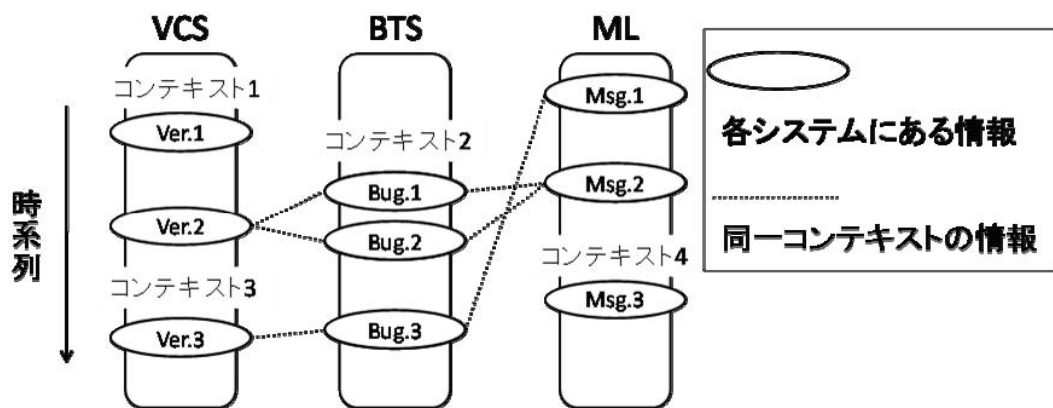 VCS
BTS
ML
コンテキスト1
Ver.1
Ver.2
コンテキスト3
Ver.3
コンテキスト2
Bug.1
Bug.2
Bug.3
Msg.1
Msg.2
コンテキスト4
Msg.3
時系列
各システムにある情報
同一コンテキストの情報